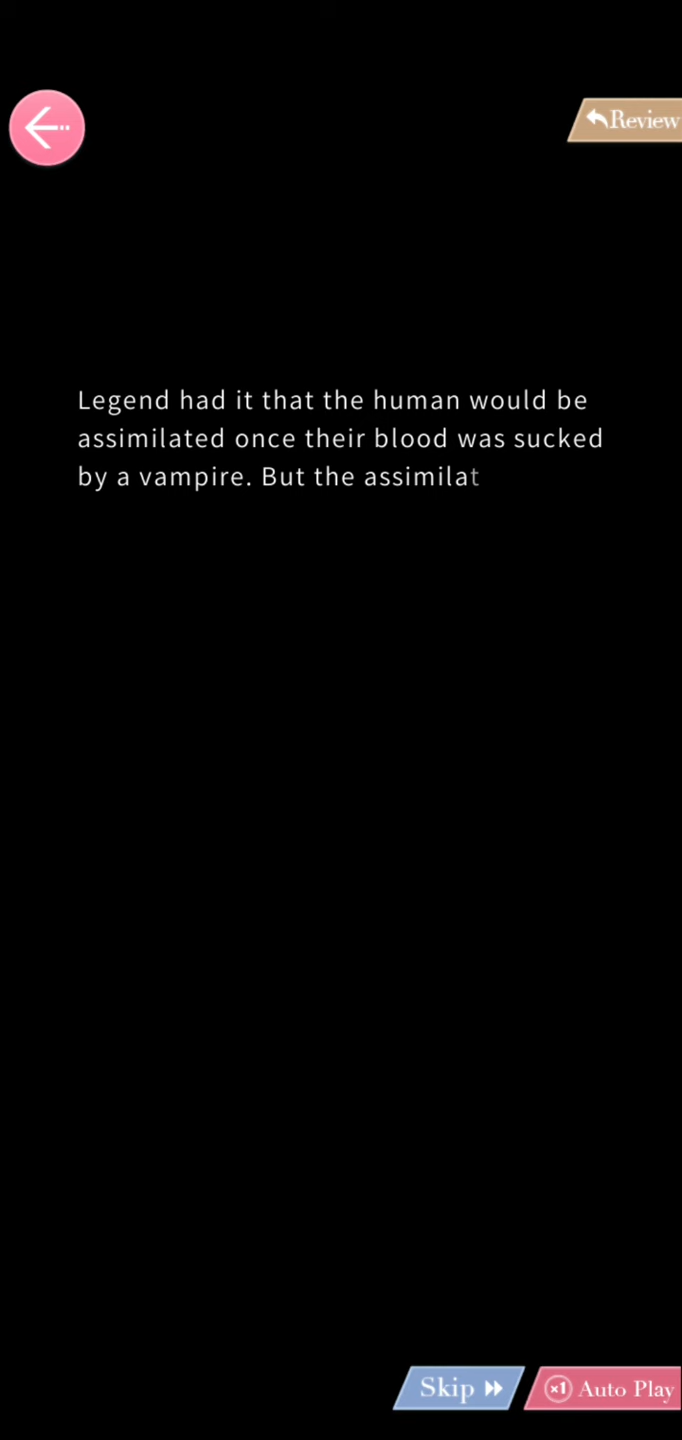 Review
Legend had it that the human would be
assimilated once their blood was sucked
by a vampire. But the assimilat
Skip
x1 Auto Play